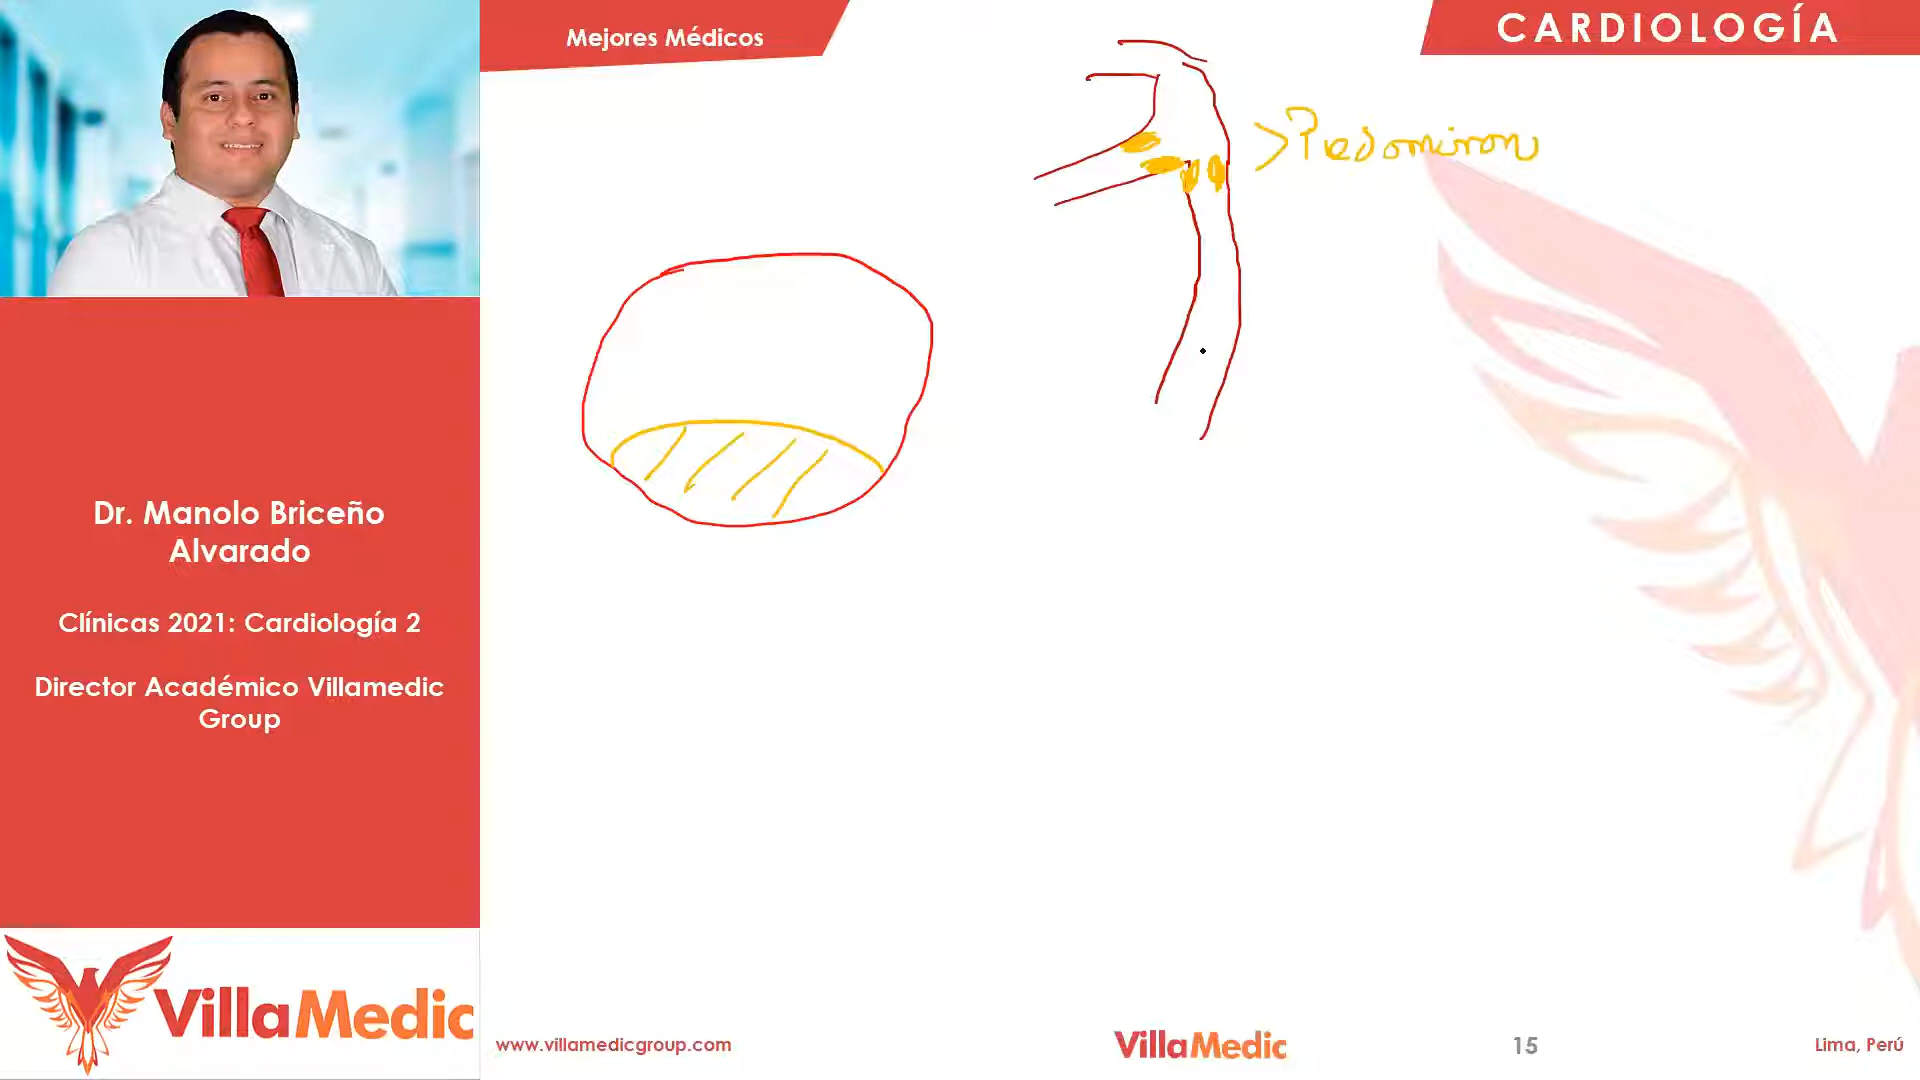 Mejores Médicos
CARDIOLOGÍA
>Predominan
Dr. Manolo Briceño
Alvarado
Clínicas 2021: Cardiología 2
Director Académico Villamedic
Group
VillaMedic
www.villamedicgroup.com
VillaMedic
15
Lima, Perú